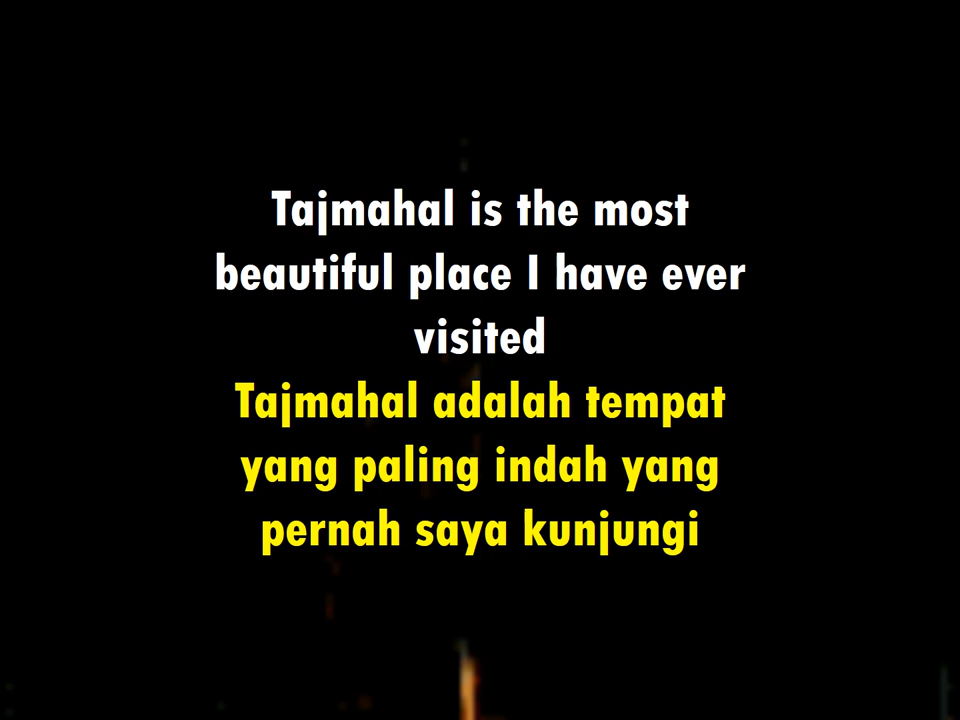 Tajmahal is the most
beautiful place I have ever
visited
Tajmahal adalah tempat
yang paling indah yang
pernah saya kunjungi